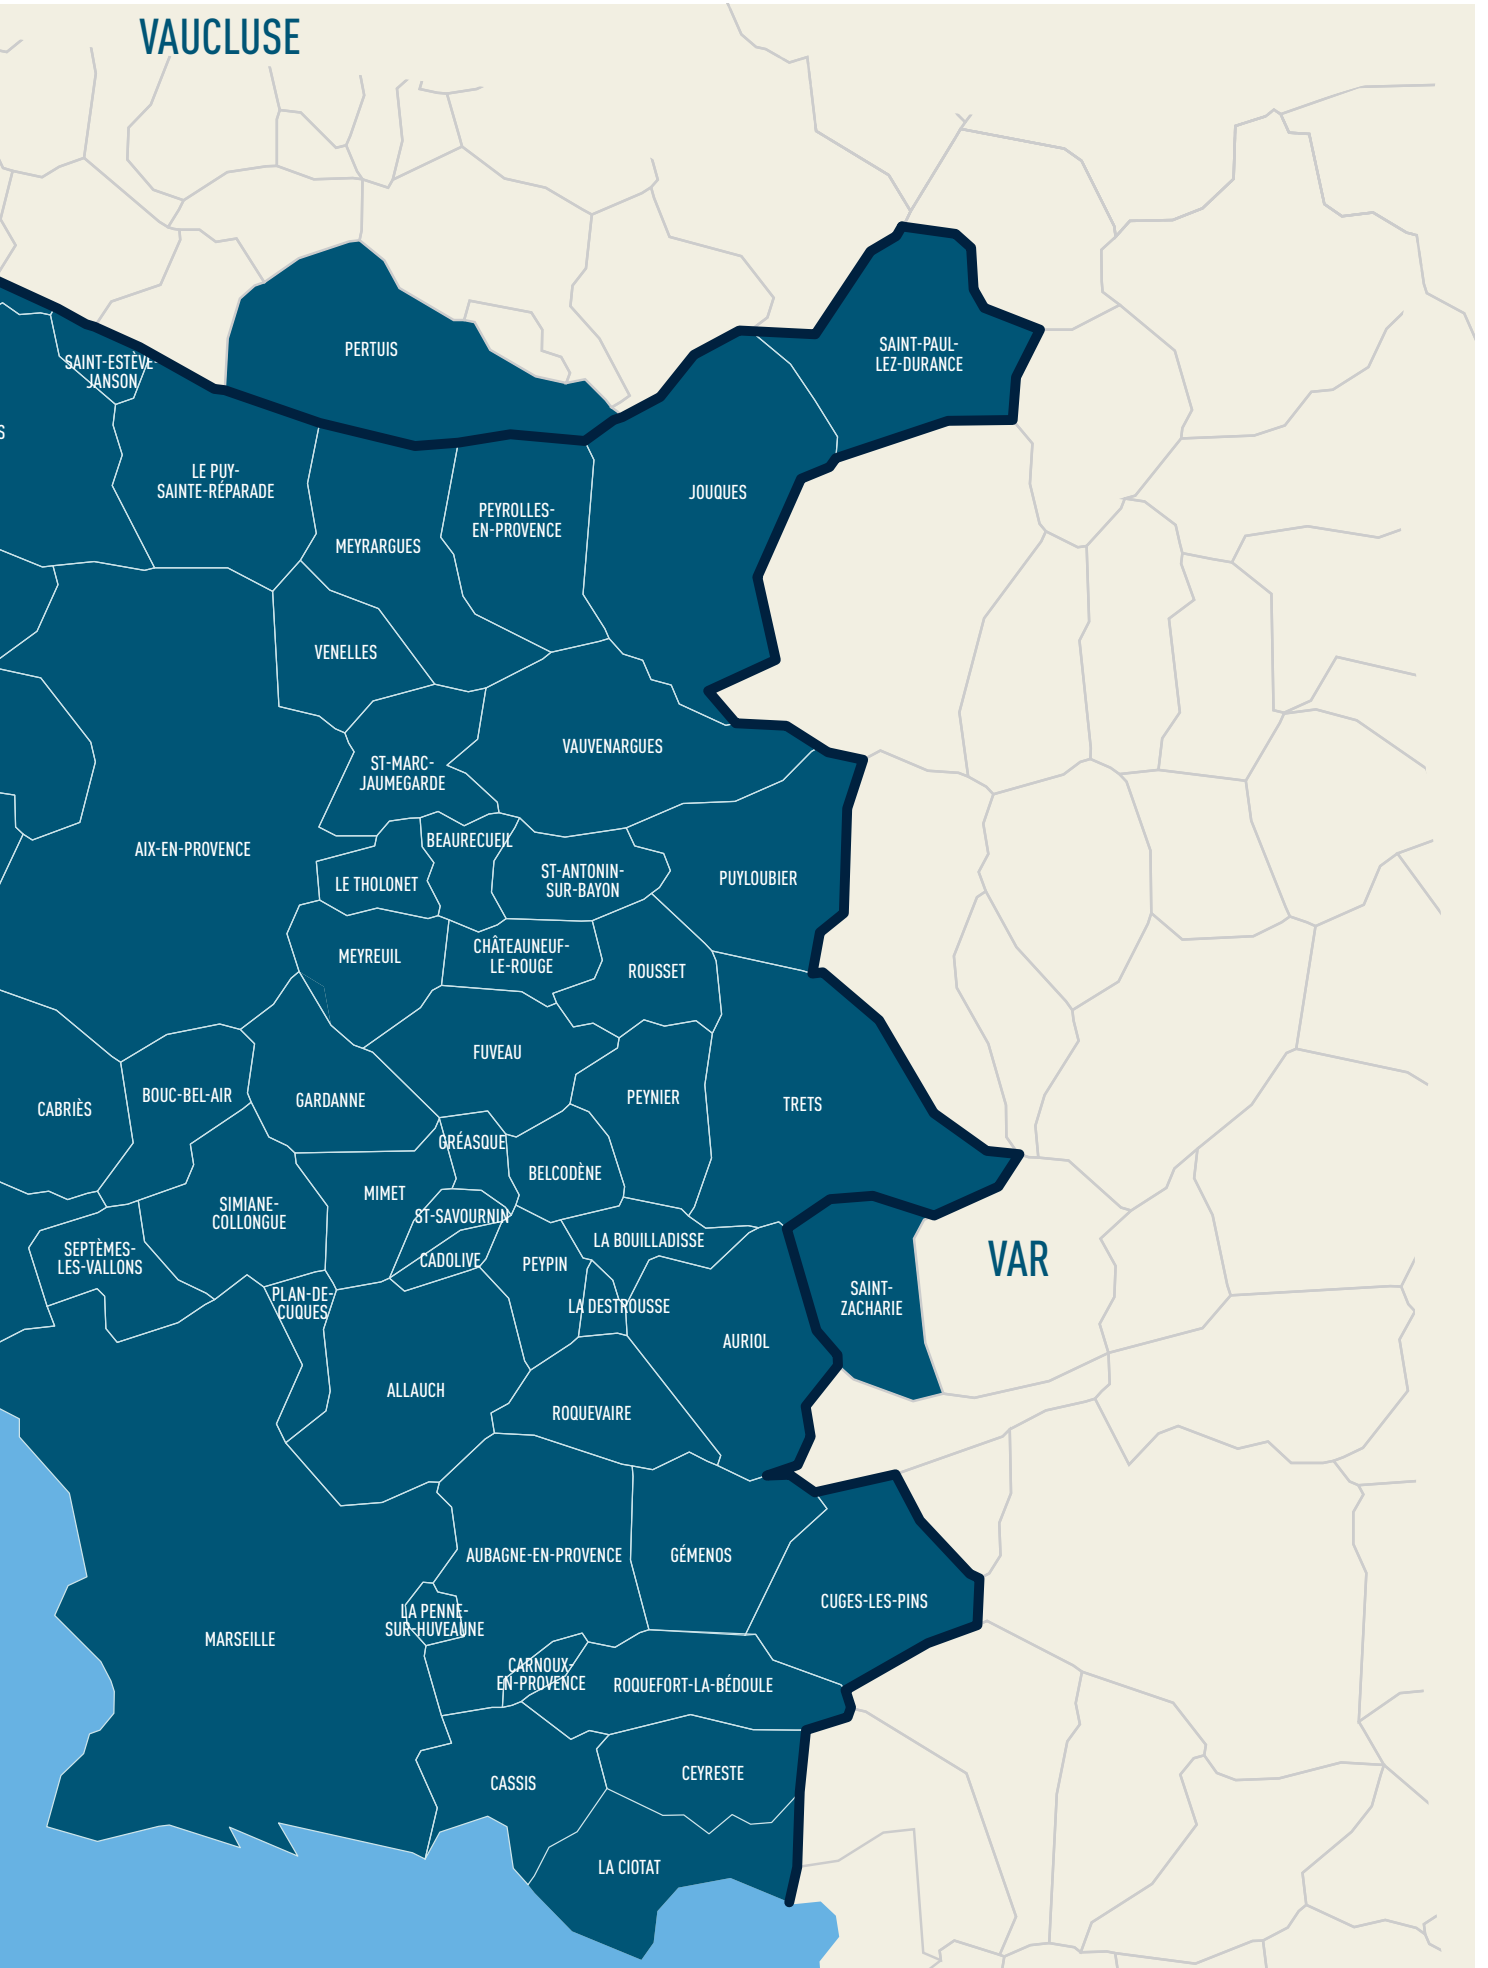 VAUCLUSE
PERTUIS
SAINT-PAUL-
LEZ-DURANCE
SAINT-ESTÈVE-
JANSON
S
LE PUY-
SAINTE-RÉPARADE
JOUQUES
PEYROLLES-
EN-PROVENCE
MEYRARGUES
VENELLES
VAUVENARGUES
ST-MARC-
JAUMEGARDE
BEAURECUEIL
AIX-EN-PROVENCE
ST-ANTONIN-
SUR-BAYON
LE THOLONET
PUYLOUBIER
CHÂTEAUNEUF-
LE-ROUGE
MEYREUIL
ROUSSET
FUVEAU
CABRIÈS
BOUC-BEL-AIR
GARDANNE
PEYNIER
TRETS
GRÉASQUE
BELCODÈNE
MIMET
SIMIANE-
COLLONGUE
ST-SAVOURNIN
LA BOUILLADISSE
SEPTÈMES-
LES-VALLONS
CADOLIVE
PEYPIN
VAR
PLAN-DE-
CUQUES
LA DESTROUSSE
SAINT-
ZACHARIE
AURIOL
ALLAUCH
ROQUEVAIRE
AUBAGNE-EN-PROVENCE
GÉMENOS
CUGES-LES-PINS
LA PENNE-
SUR-HUVEAUNE
MARSEILLE
CARNOUX-
EN-PROVENCE
ROQUEFORT-LA-BÉDOULE
CASSIS
CEYRESTE
LA CIOTAT